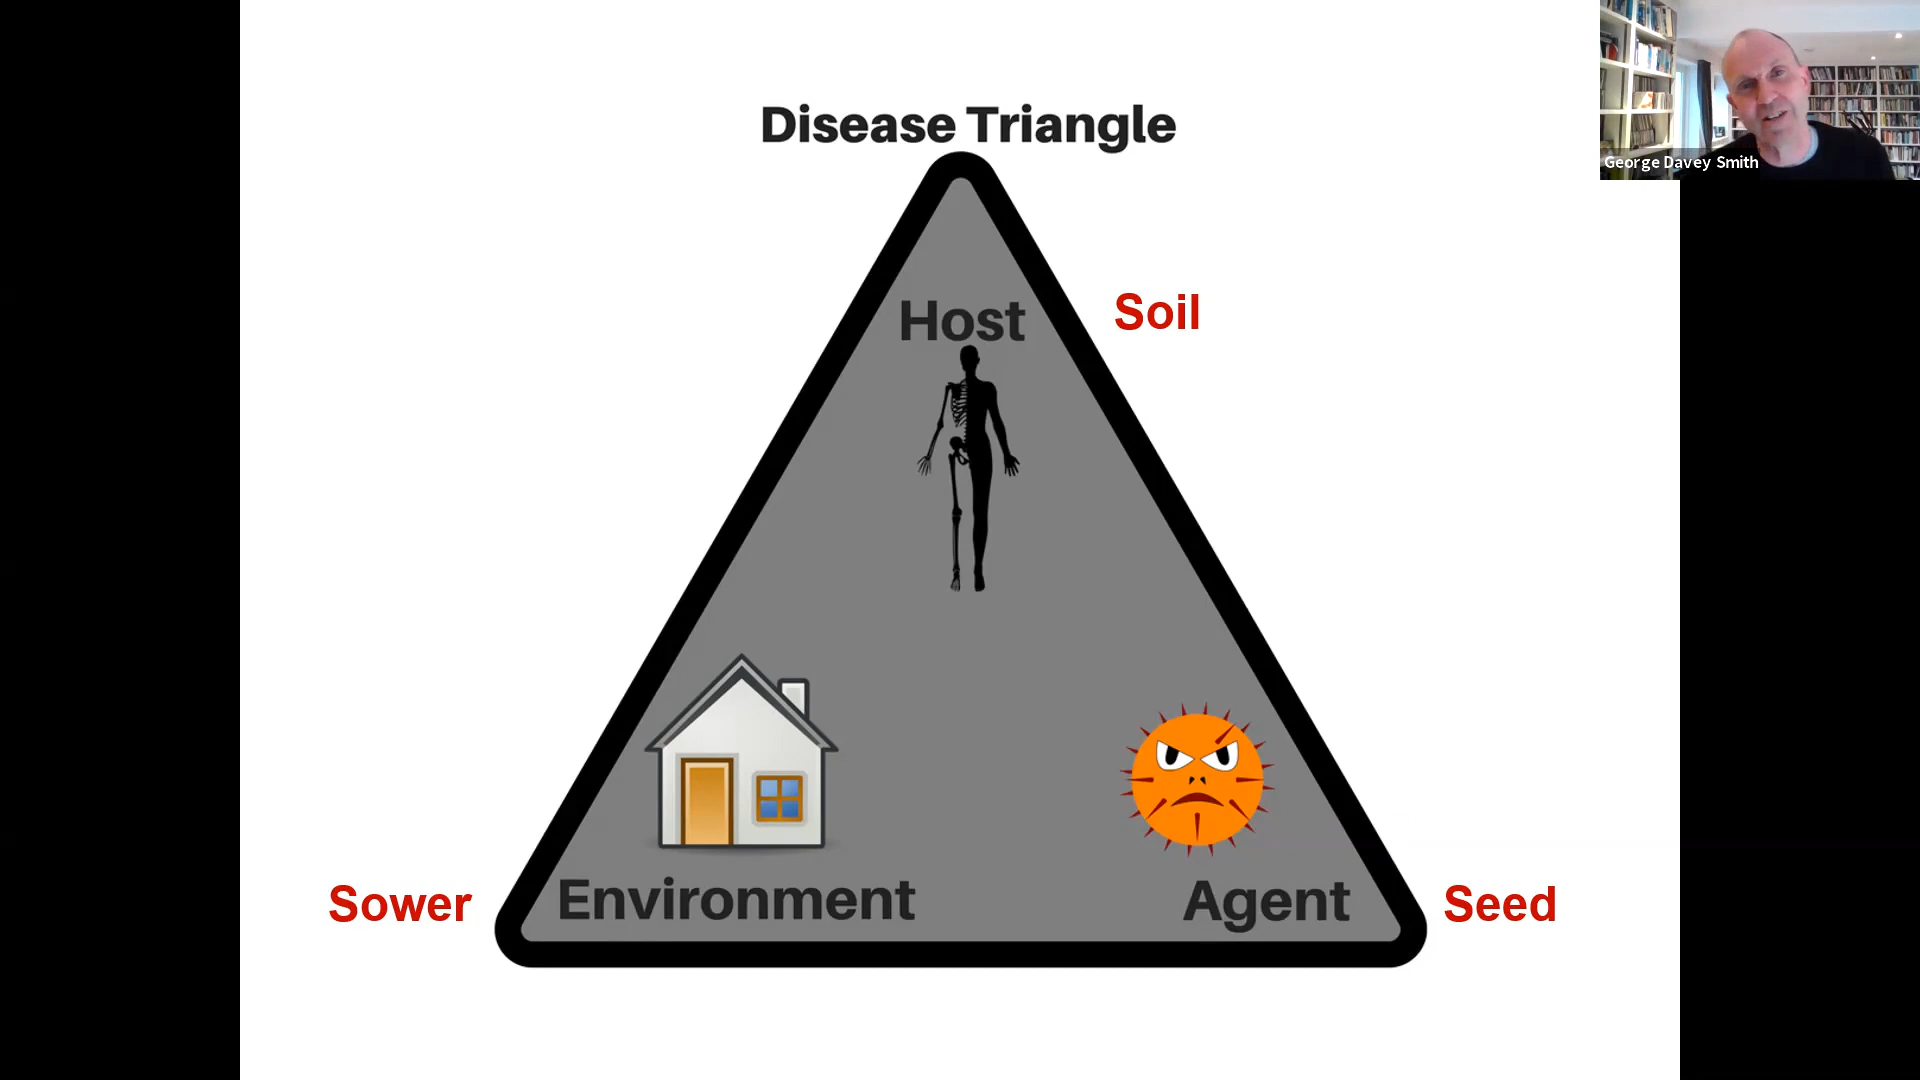 Disease Triangle
George Davey Smith
Host
Soil
Sower
Environment
Agent
Seed